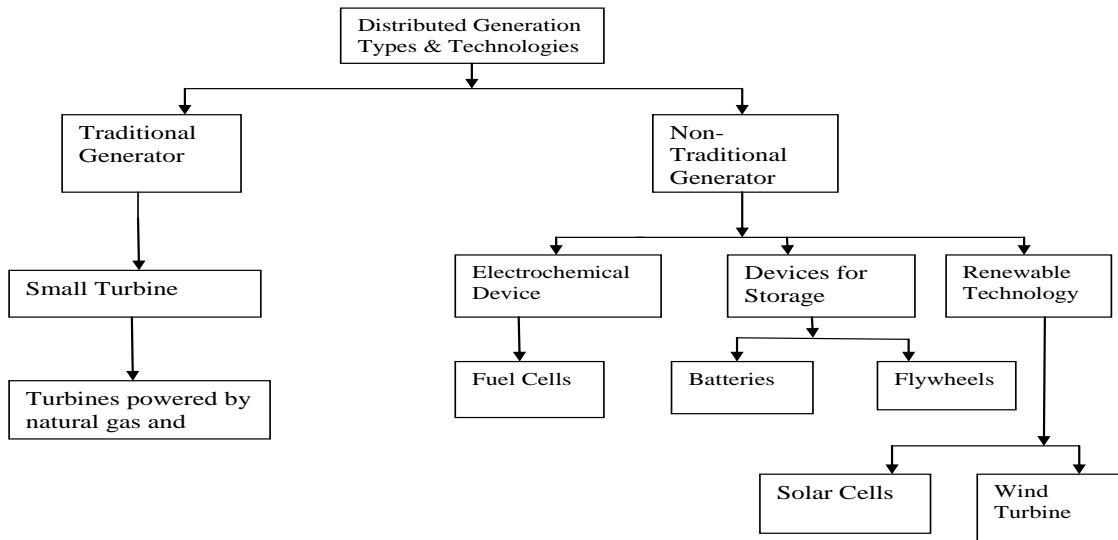 Distributed Generation
Types & Technologies
Traditional
Generator
Non-
Traditional
Generator
Small Turbine
Electrochemical
Device
Devices for
Storage
Renewable
Technology
Turbines powered by
natural gas and
Fuel Cells
Batteries
Flywheels
Solar Cells
Wind
Turbine